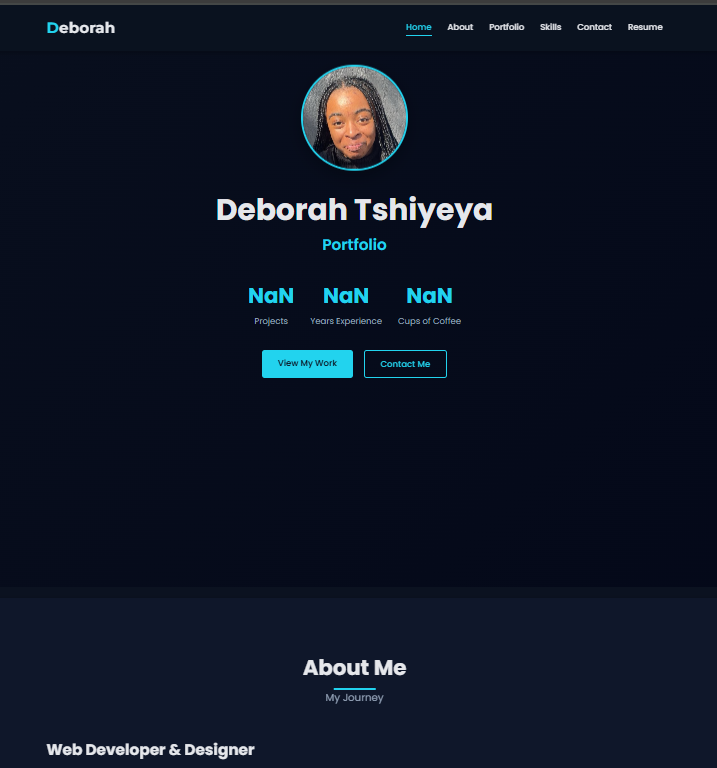 Deborah
Home About Portfolio Skills Contact Resume
Deborah Tshiyeya
Portfolio
NaN NaN NaN
Projects Years Experience Cups of Coffee
View My Work Contact Me
About Me
My Journey
Web Developer & Designer